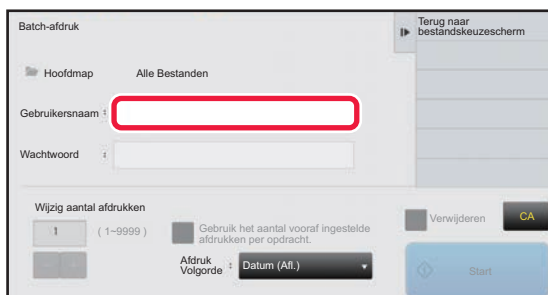 Batch-afdruk
Terug naar
bestandskeuzescherm
Hoofdmap Alle Bestanden
Gebruikersnaam :
Wachtwoord :
Wijzig aantal afdrukken
1 ( 1~9999 )
Gebruik het aantal vooraf ingestelde
afdrukken per opdracht.
Verwijderen CA
Afdruk
Volgorde : Datum (Afl.)
Start